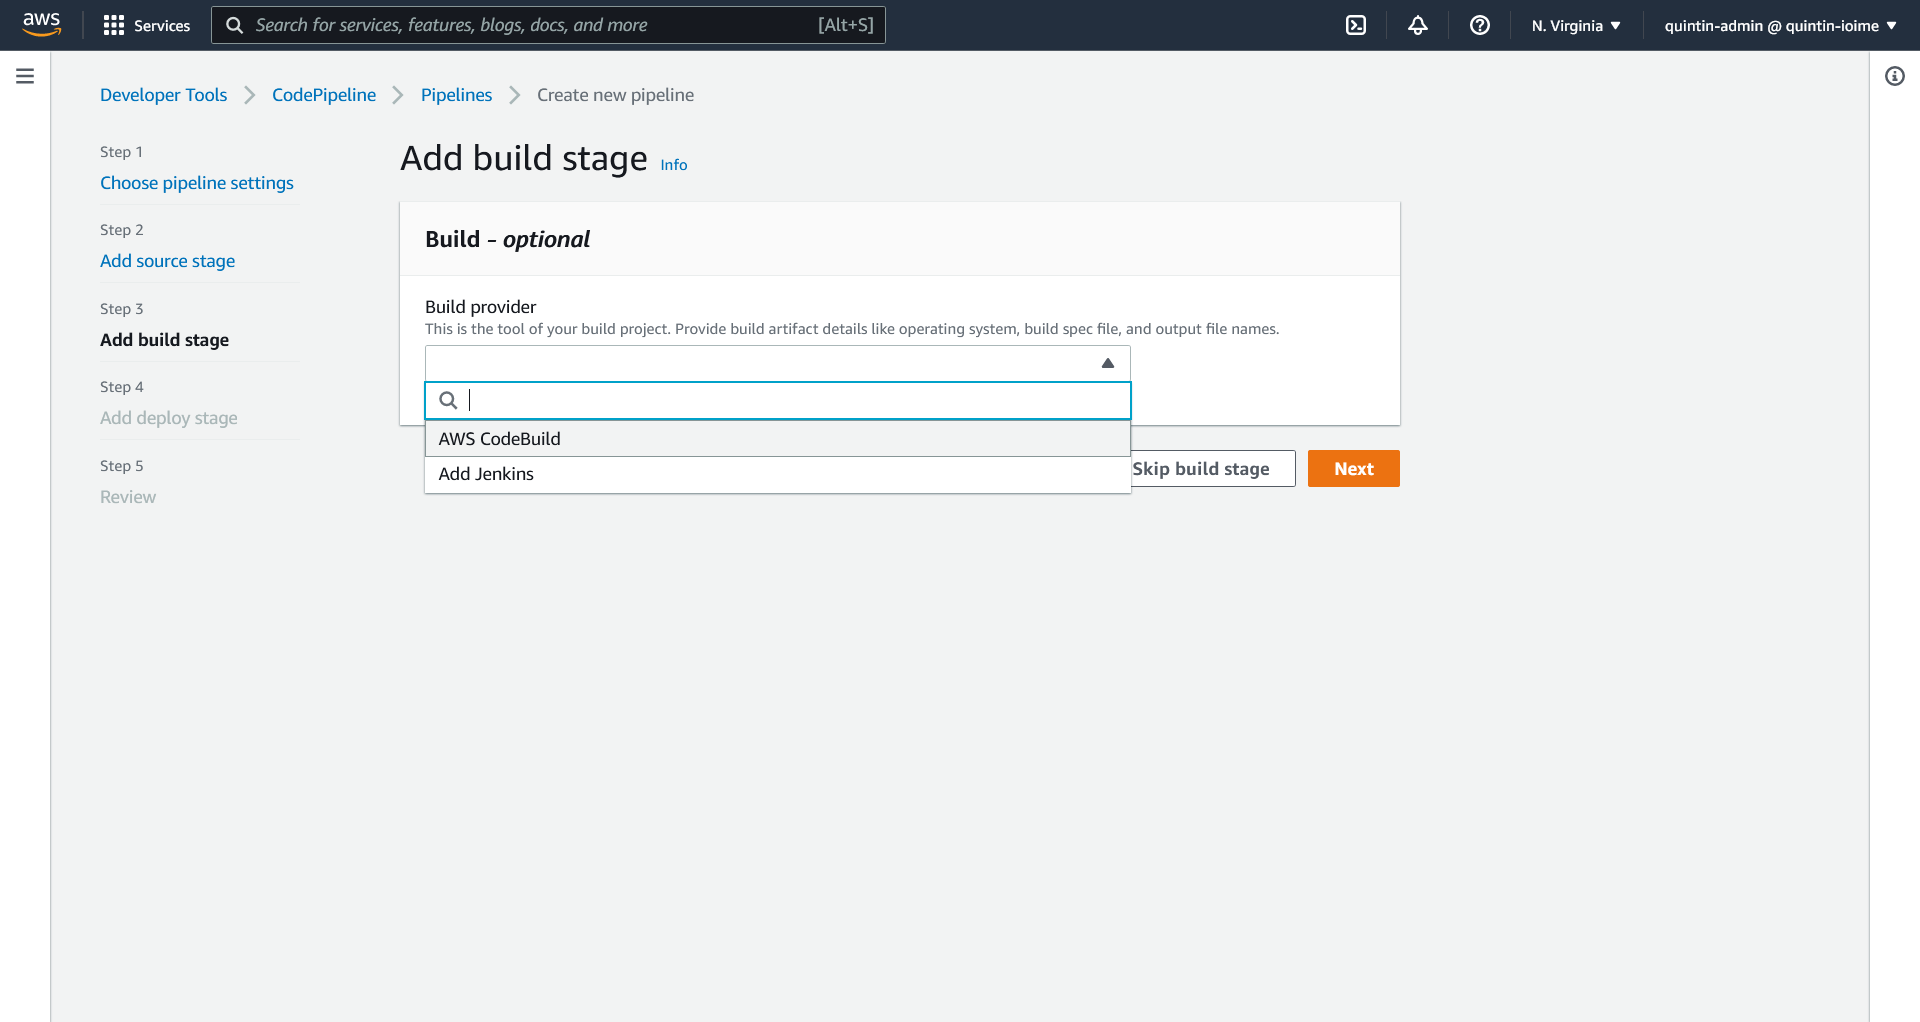 aws
Services
Search for services, features, blogs, docs, and more [Alt+S]
N. Virginia
quintin-admin @ quintin-ioime
Developer Tools
CodePipeline
Pipelines
Create new pipeline
Step 1
Choose pipeline settings
Step 2
Add source stage
Step 3
Add build stage
Step 4
Add deploy stage
Step 5
Review
Add build stage Info
Build - optional
Build provider
This is the tool of your build project. Provide build artifact details like operating system, build spec file, and output file names.
AWS CodeBuild
Add Jenkins
Skip build stage
Next